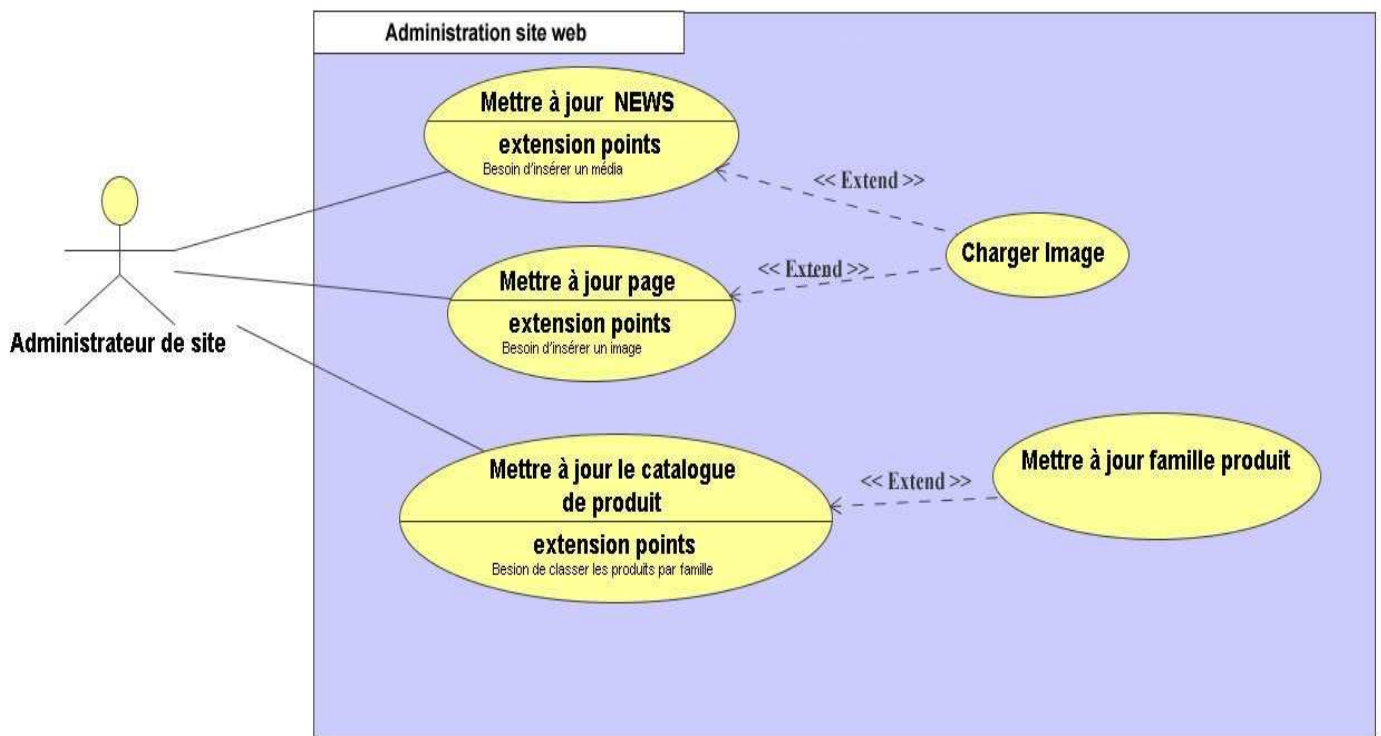 Administration site web
Mettre à jour NEWS
extension points
Besoin d'insérer un média
<< Extend >>
Charger Image
Mettre à jour page
extension points
Besoin d'insérer un image
<< Extend >>
Administrateur de site
Mettre à jour le catalogue
de produit
extension points
Besion de classer les produits par famille
<< Extend >>
Mettre à jour famille produit